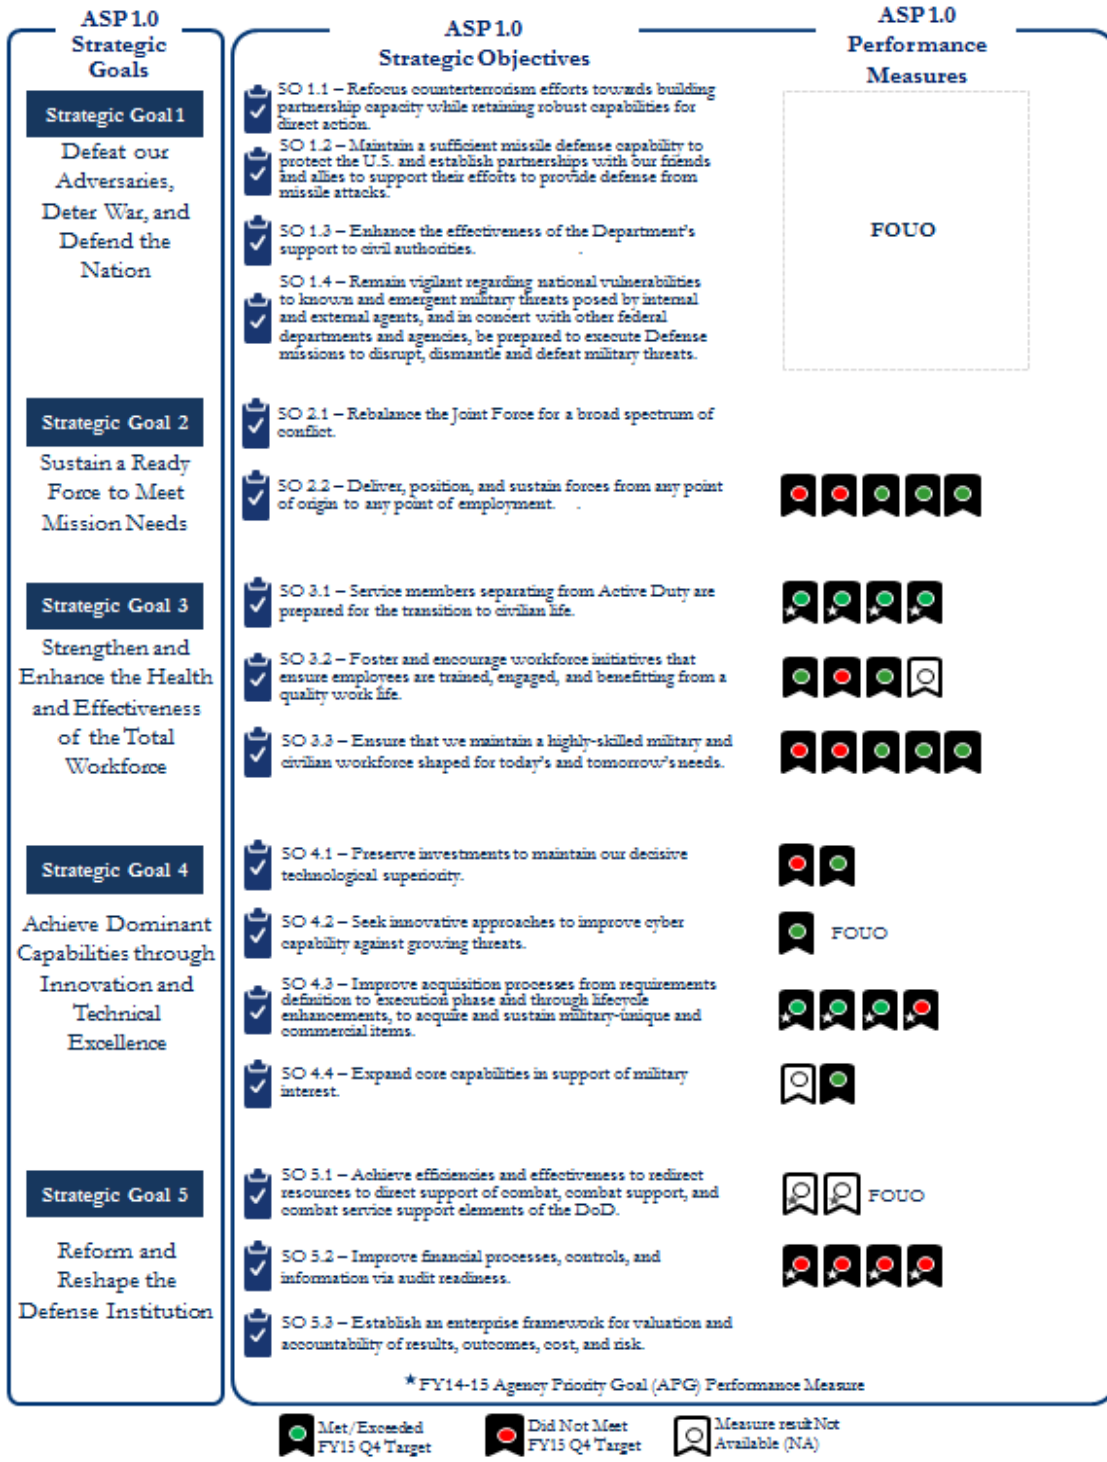 ASP 1.0
Strategic
Goals
ASP 1.0
Strategic Objectives
ASP 1.0
Performance
Measures
Strategic Goal 1
Defeat our
Adversaries,
Deter War, and
Defend the
Nation
SO 1.1 – Refocus counterterrorism efforts towards building
partnership capacity while retaining robust capabilities for
direct action.
SO 1.2 – Maintain a sufficient missile defense capability to
protect the U.S. and establish partnerships with our friends
and allies to support their efforts to provide defense from
missile attacks.
SO 1.3 – Enhance the effectiveness of the Department's
support to civil authorities.
SO 1.4 – Remain vigilant regarding national vulnerabilities
to known and emergent military threats posed by internal
and external agents, and in concert with other federal
departments and agencies, be prepared to execute Defense
missions to disrupt, dismantle and defeat military threats.
FOUO
Strategic Goal 2
Sustain a Ready
Force to Meet
Mission Needs
SO 2.1 – Rebalance the Joint Force for a broad spectrum of
conflict.
SO 2.2 – Deliver, position, and sustain forces from any point
of origin to any point of employment.
Strategic Goal 3
Strengthen and
Enhance the Health
and Effectiveness
of the Total
Workforce
SO 3.1 – Service members separating from Active Duty are
prepared for the transition to civilian life.
SO 3.2 – Foster and encourage workforce initiatives that
ensure employees are trained, engaged, and benefitting from a
quality work life.
SO 3.3 – Ensure that we maintain a highly-skilled military and
civilian workforce shaped for today's and tomorrow's needs.
Strategic Goal 4
Achieve Dominant
Capabilities through
Innovation and
Technical
Excellence
SO 4.1 – Preserve investments to maintain our decisive
technological superiority.
SO 4.2 – Seek innovative approaches to improve cyber
capability against growing threats.
FOUO
SO 4.3 – Improve acquisition processes from requirements
definition to execution phase and through lifecycle
enhancements, to acquire and sustain military-unique and
commercial items.
SO 4.4 – Expand core capabilities in support of military
interest.
Strategic Goal 5
Reform and
Reshape the
Defense Institution
SO 5.1 – Achieve efficiencies and effectiveness to redirect
resources to direct support of combat, combat support, and
combat service support elements of the DoD.
FOUO
SO 5.2 – Improve financial processes, controls, and
information via audit readiness.
SO 5.3 – Establish an enterprise framework for valuation and
accountability of results, outcomes, cost, and risk.
★FY14-15 Agency Priority Goal (APG) Performance Measure
Met/Exceeded
FY15 Q4 Target
Did Not Meet
FY15 Q4 Target
Measure result Not
Available (NA)